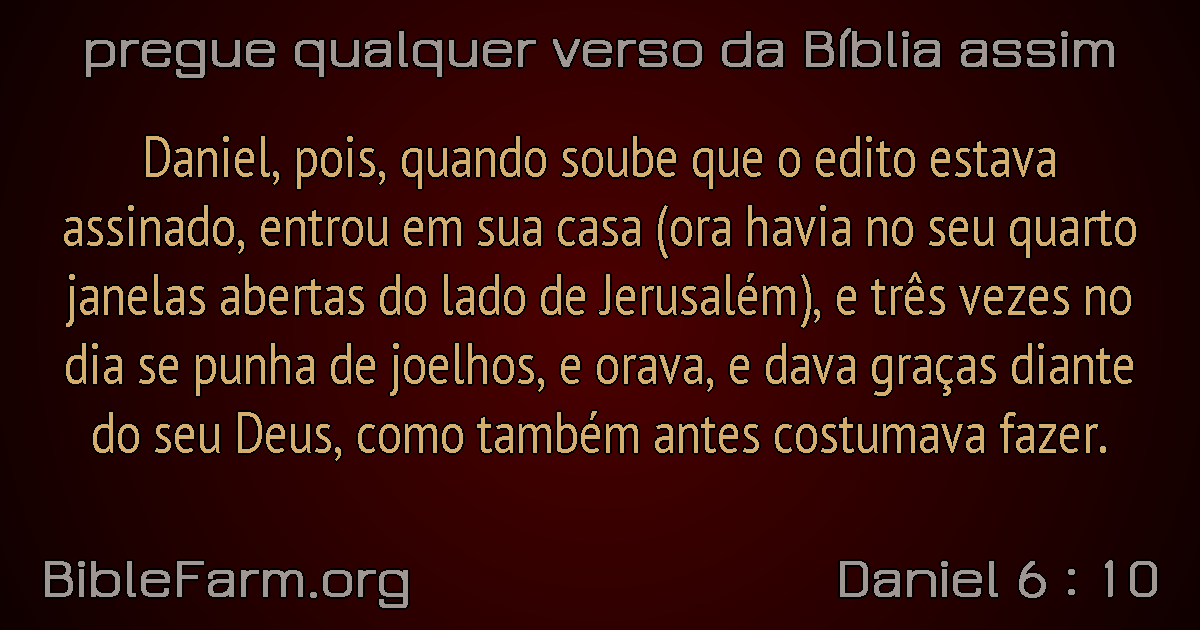 pregue qualquer verso da Bíblia assim
Daniel, pois, quando soube que o edito estava
assinado, entrou em sua casa (ora havia no seu quarto
janelas abertas do lado de Jerusalém), e três vezes no
dia se punha de joelhos, e orava, e dava graças diante
do seu Deus, como também antes costumava fazer.
BibleFarm.org
Daniel 6 : 10